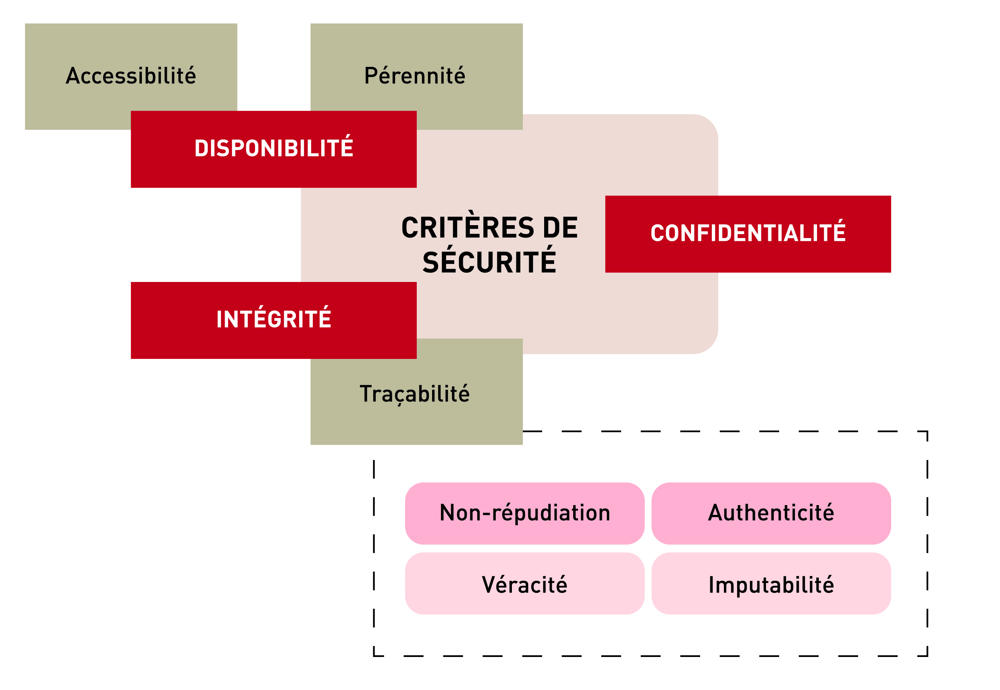 Accessibilité
Pérennité
DISPONIBILITÉ
CRITÈRES DE
SÉCURITÉ
CONFIDENTIALITÉ
INTÉGRITÉ
Traçabilité
Non-répudiation
Authenticité
Véracité
Imputabilité